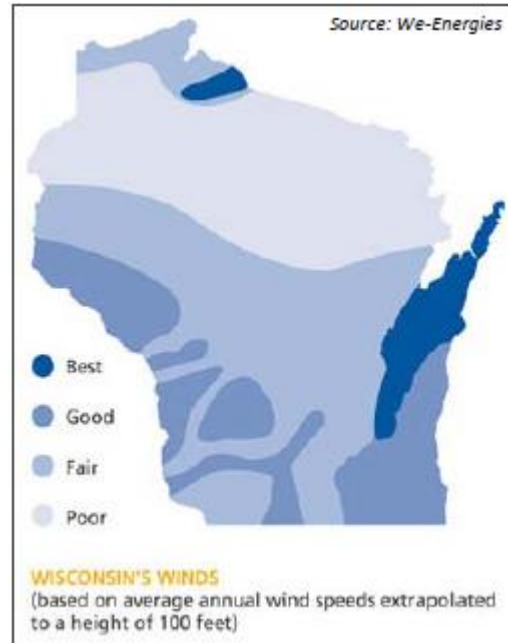 Source: We-Energies
Best
Good
Fair
Poor
WISCONSIN'S WINDS
(based on average annual wind speeds extrapolated
to a height of 100 feet)